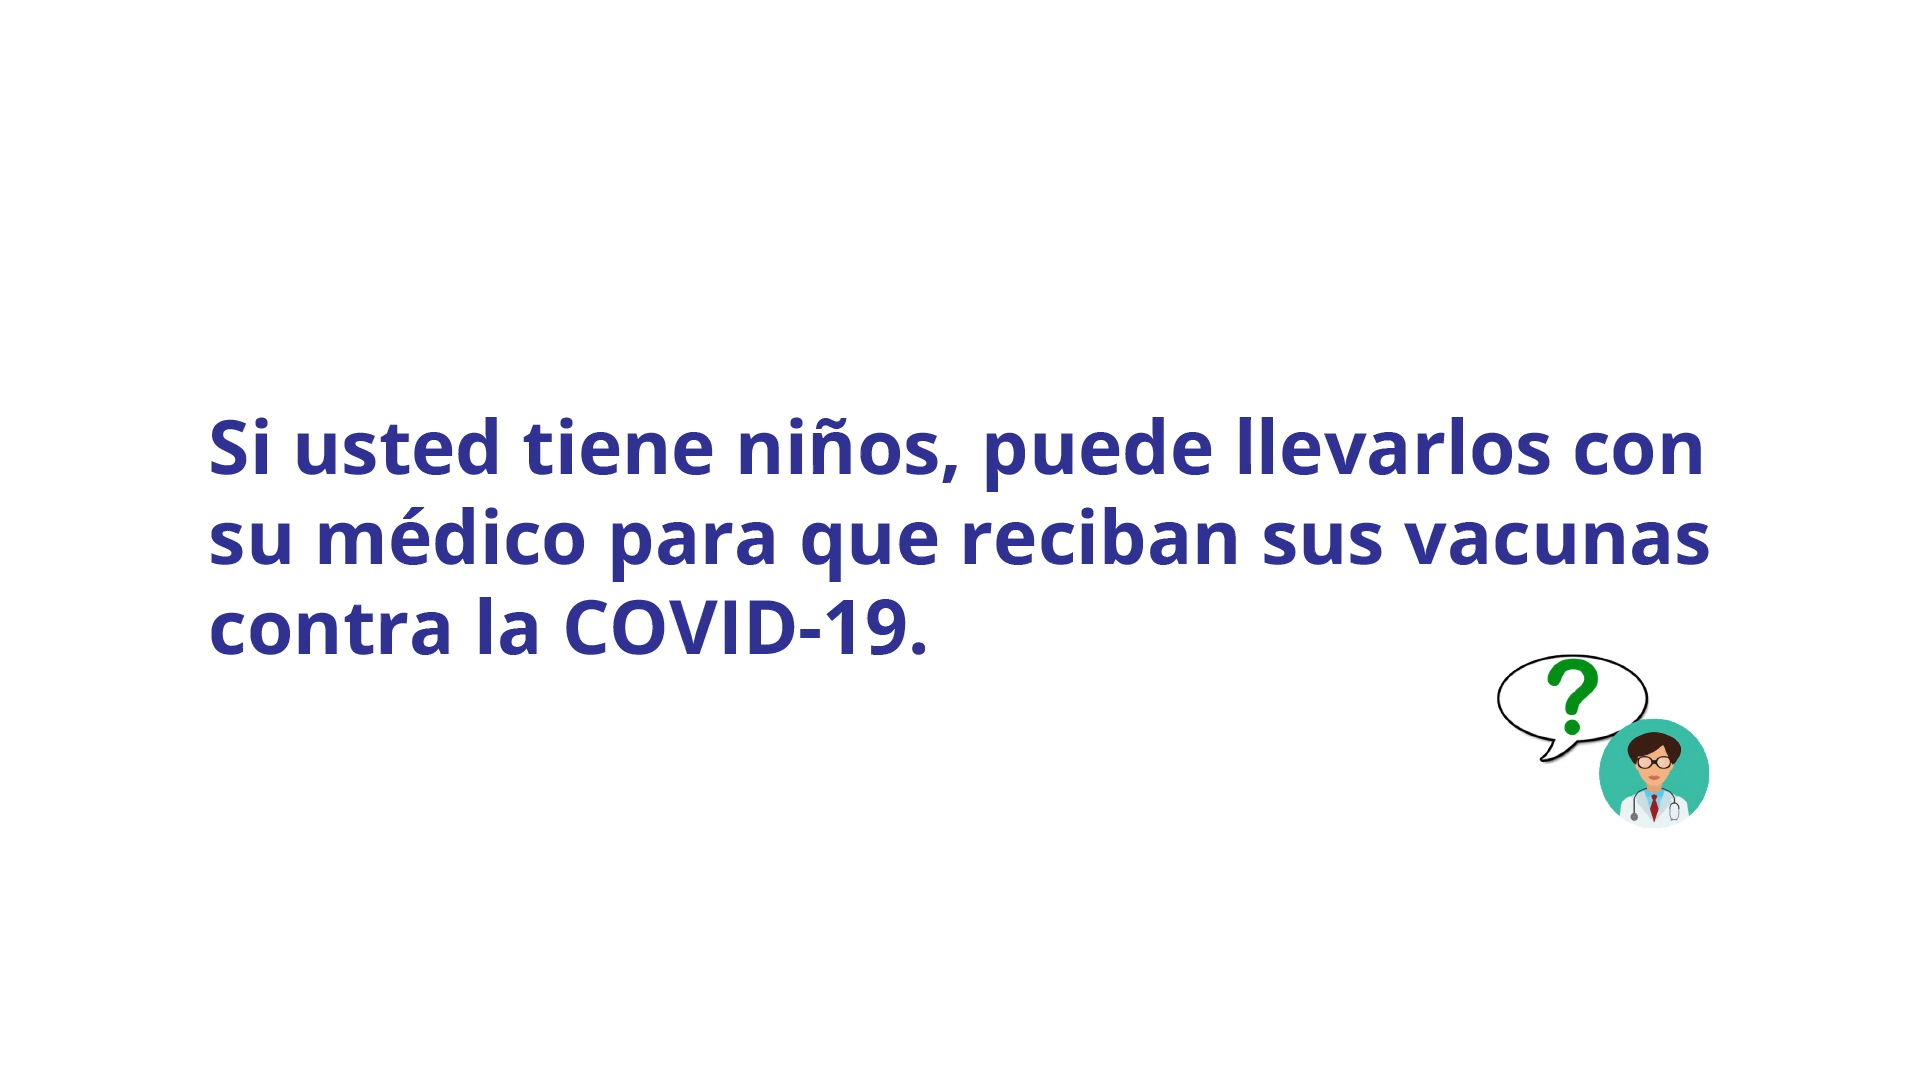 Si usted tiene niños, puede llevarlos con
su médico para que reciban sus vacunas
contra la COVID-19.
?